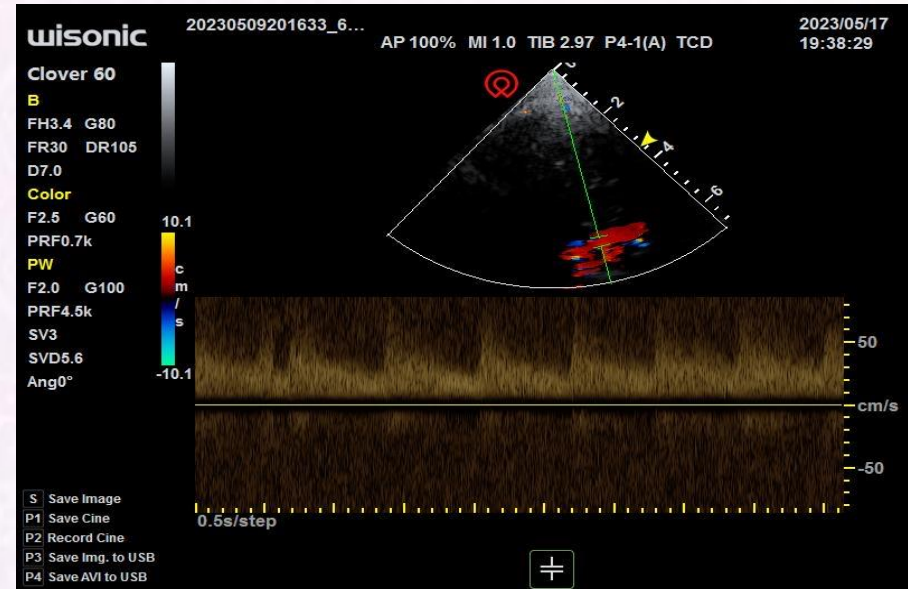 wisonic
20230509201633_6...
AP 100% MI 1.0 TIB 2.97 P4-1(A) TCD
2023/05/17
19:38:29
Clover 60
B
FH3.4 G80
FR30 DR105
D7.0
Color
F2.5 G60
PRF0.7k
PW
F2.0 G100
PRF4.5k
SV3
SVD5.6
Ang0°
10.1
c
m
/
s
-10.1
0
2
4
6
50
cm/s
-50
0.5s/step
S Save Image
P1 Save Cine
P2 Record Cine
P3 Save Img. to USB
P4 Save AVI to USB